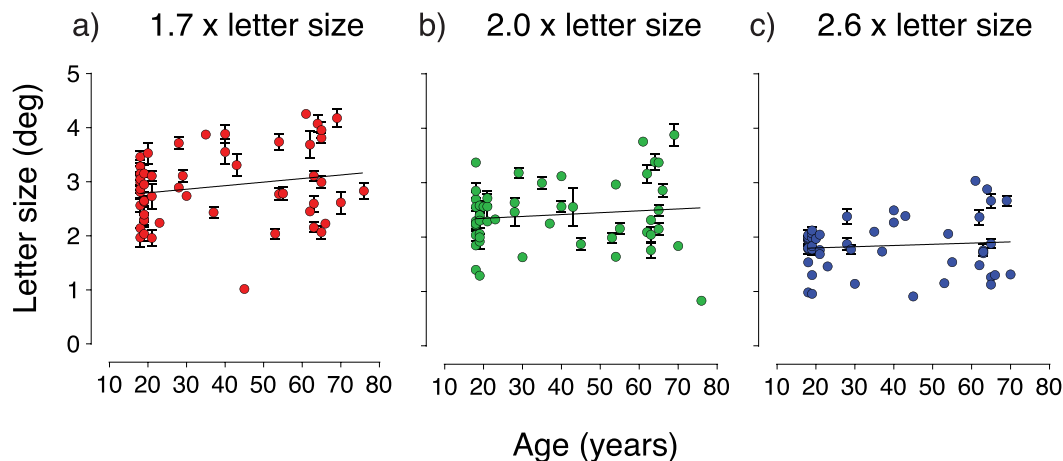 a) 1.7 x letter size
b) 2.0 x letter size
c) 2.6 x letter size
Letter size (deg)
5
4
3
2
1
0
10 20 30 40 50 60 70 80
10 20 30 40 50 60 70 80
10 20 30 40 50 60 70 80
Age (years)